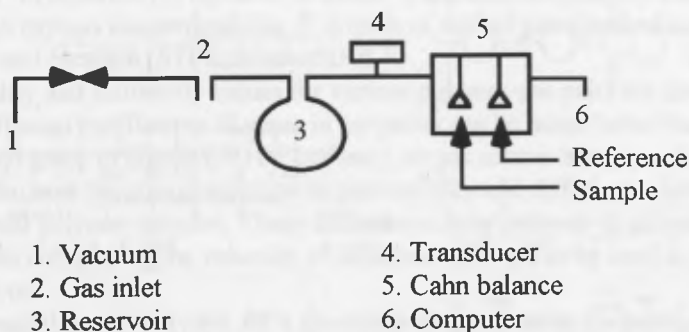 4
5
2
3
1
6
Reference
Sample
1. Vacuum
2. Gas inlet
3. Reservoir
4. Transducer
5. Cahn balance
6. Computer